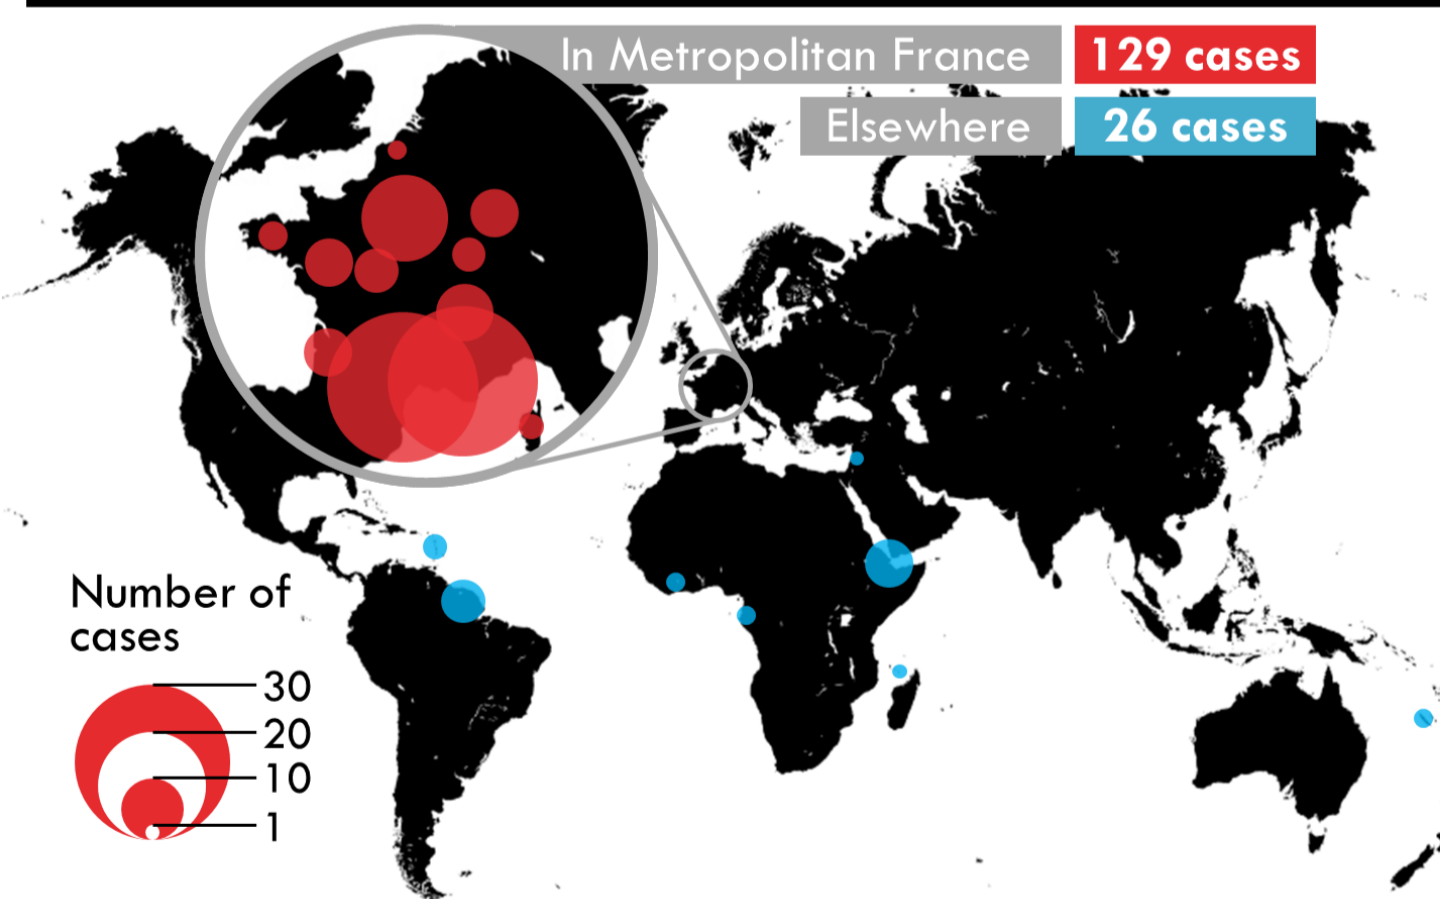 In Metropolitan France 129 cases
Elsewhere 26 cases
Number of
cases
30
20
10
1